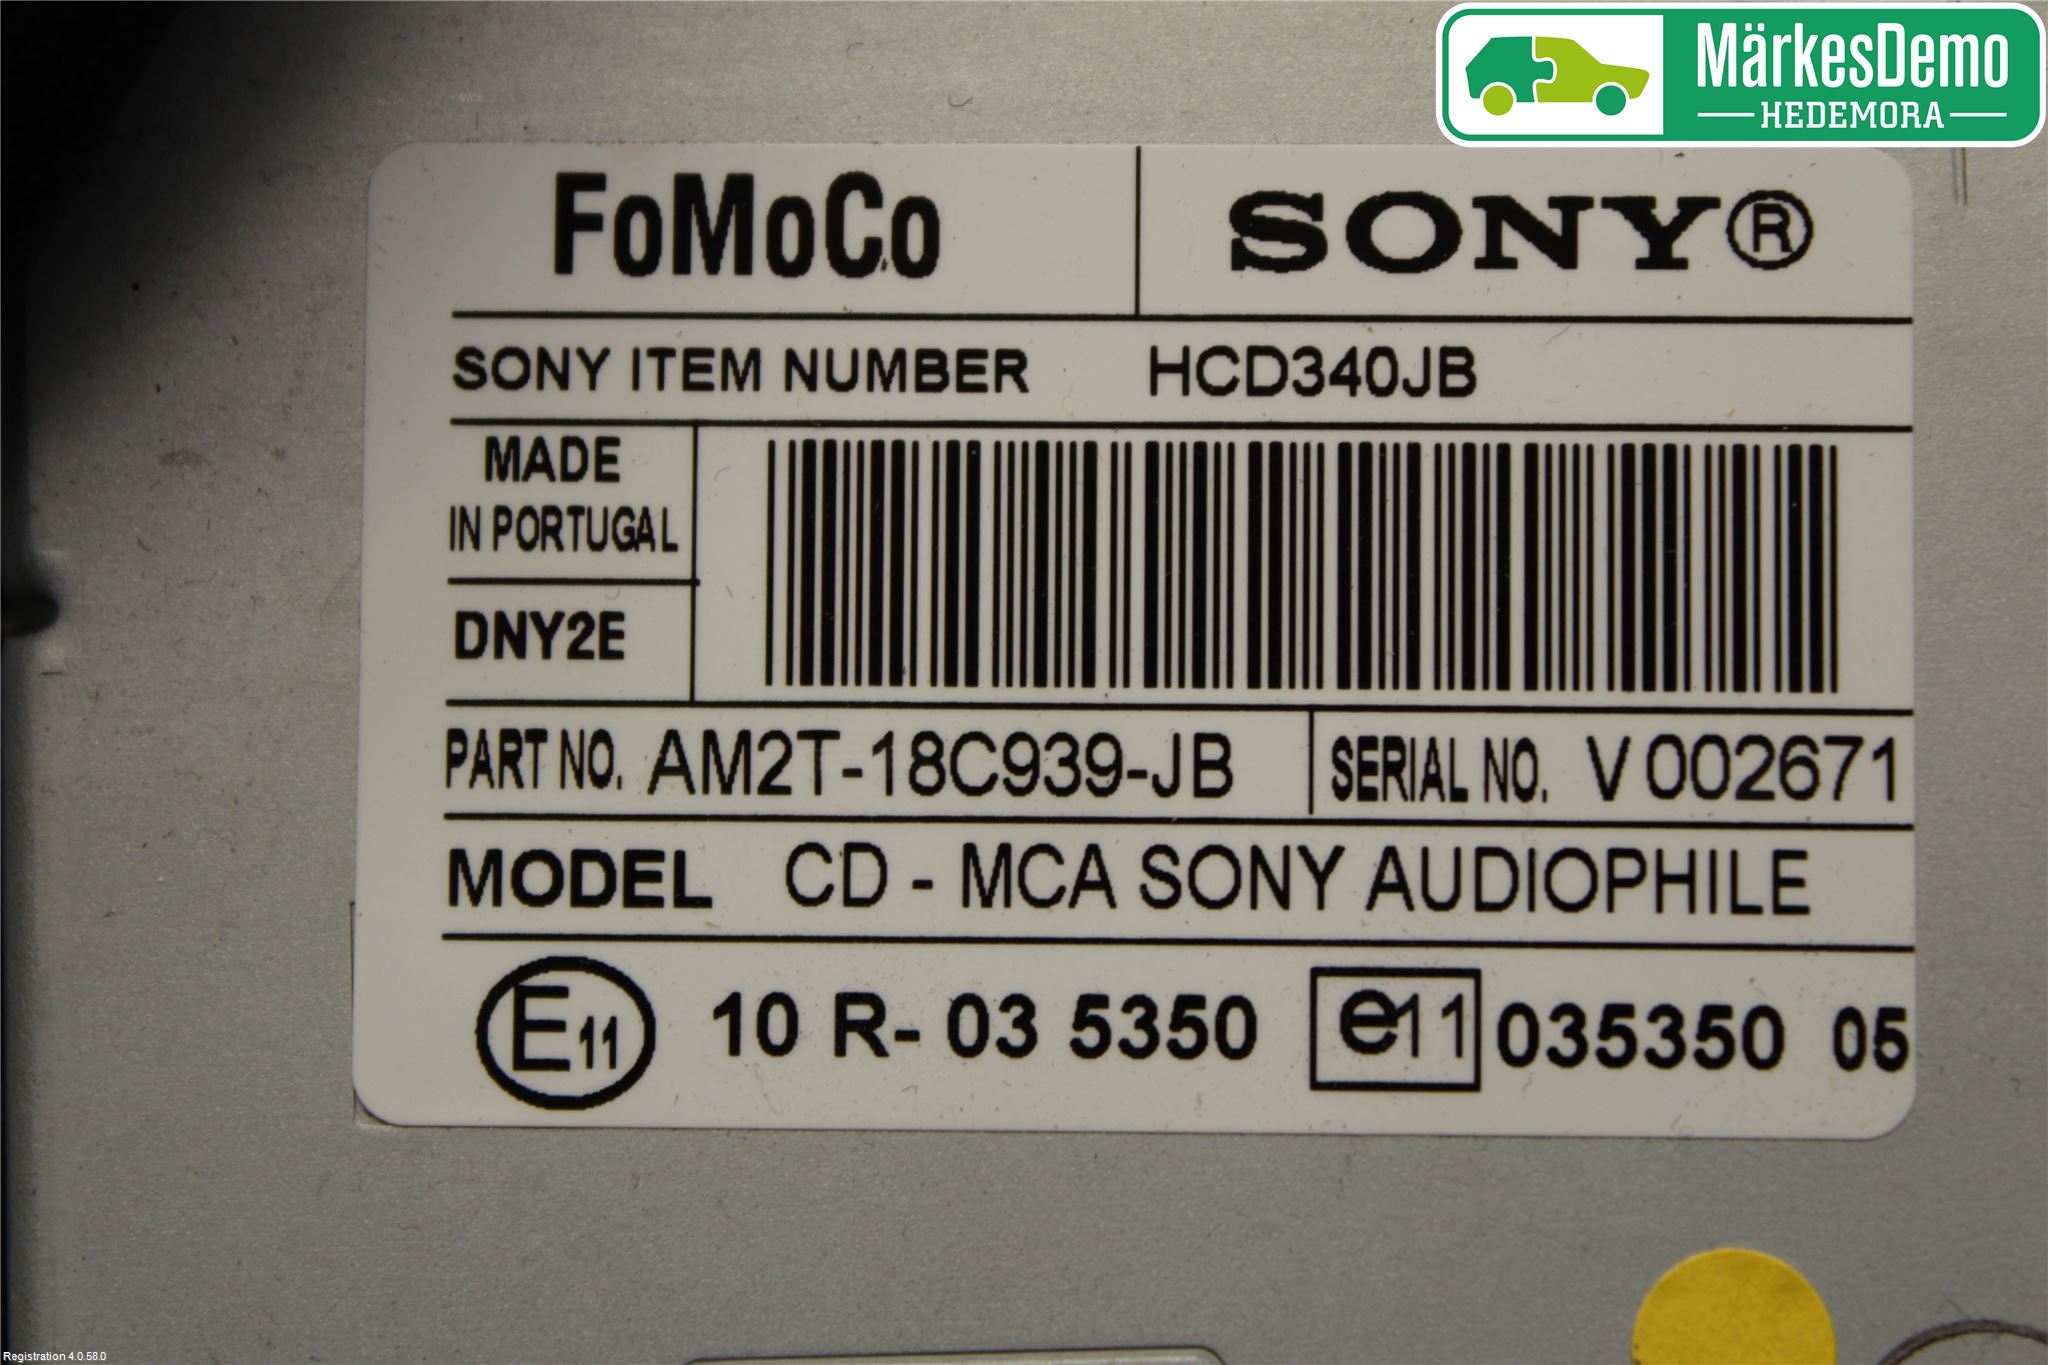 MärkesDemo
HEDEMORA
FoMoCo SONY®
SONY ITEM NUMBER HCD340JB
MADE
IN PORTUGAL
DNY2E
PART NO. AM2T-18C939-JB SERIAL NO. V002671
MODEL CD - MCA SONY AUDIOPHILE
E11 10 R- 03 5350 e11 035350 05
Registration 4.0.58.0